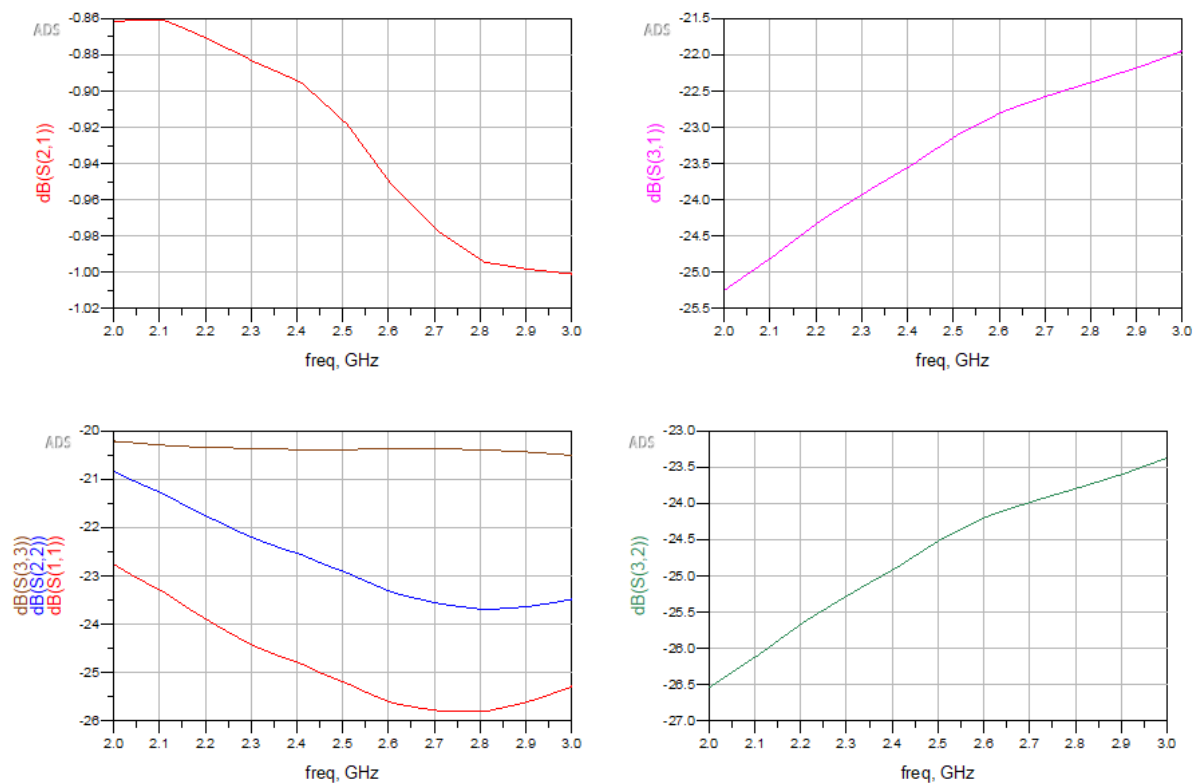 ADS
dB(S(2,1))
-0.86
-0.88
-0.90
-0.92
-0.94
-0.96
-0.98
-1.00
-1.02
2.0 2.1 2.2 2.3 2.4 2.5 2.6 2.7 2.8 2.9 3.0
freq, GHz
ADS
dB(S(3,1))
-21.5
-22.0
-22.5
-23.0
-23.5
-24.0
-24.5
-25.0
-25.5
2.0 2.1 2.2 2.3 2.4 2.5 2.6 2.7 2.8 2.9 3.0
freq, GHz
ADS
dB(S(3,3))
dB(S(2,2))
dB(S(1,1))
-20
-21
-22
-23
-24
-25
-26
2.0 2.1 2.2 2.3 2.4 2.5 2.6 2.7 2.8 2.9 3.0
freq, GHz
ADS
dB(S(3,2))
-23.0
-23.5
-24.0
-24.5
-25.0
-25.5
-26.0
-26.5
-27.0
2.0 2.1 2.2 2.3 2.4 2.5 2.6 2.7 2.8 2.9 3.0
freq, GHz